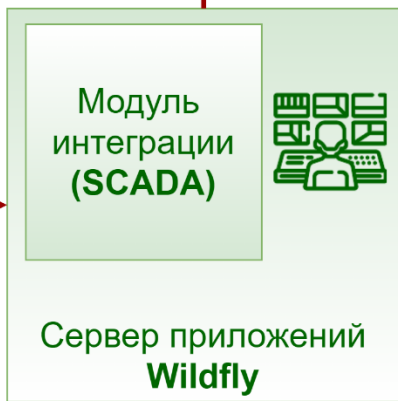 Модуль
интеграции
(SCADA)
Сервер приложений
Wildfly